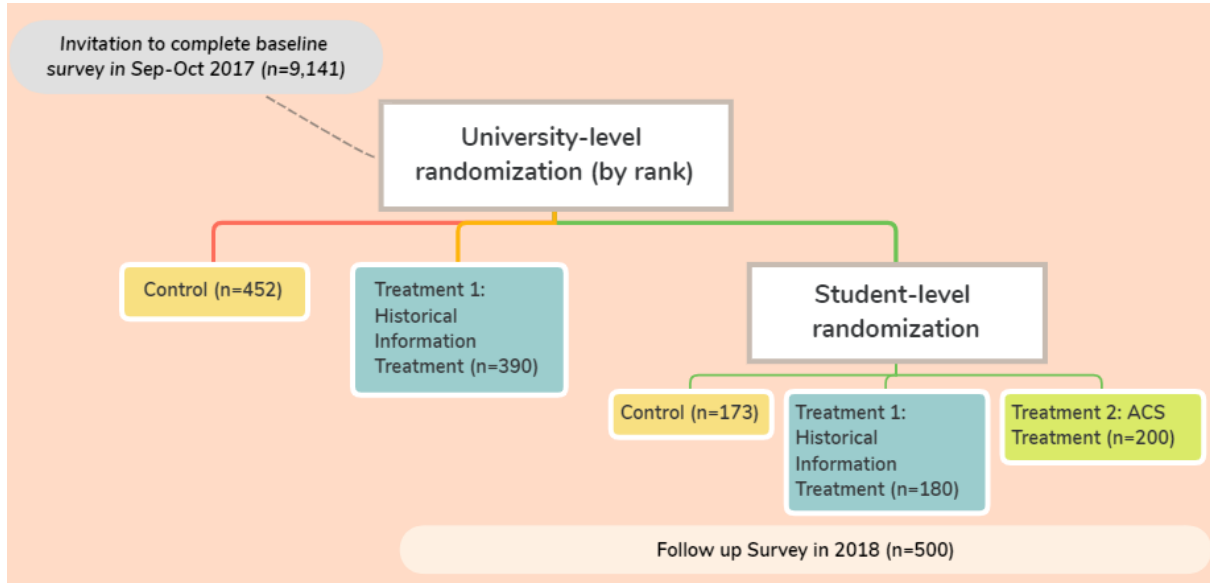 Invitation to complete baseline
survey in Sep-Oct 2017 (n=9,141)
University-level
randomization (by rank)
Control (n=452)
Treatment 1:
Historical
Information
Treatment (n=390)
Student-level
randomization
Control (n=173)
Treatment 1:
Historical
Information
Treatment (n=180)
Treatment 2: ACS
Treatment (n=200)
Follow up Survey in 2018 (n=500)